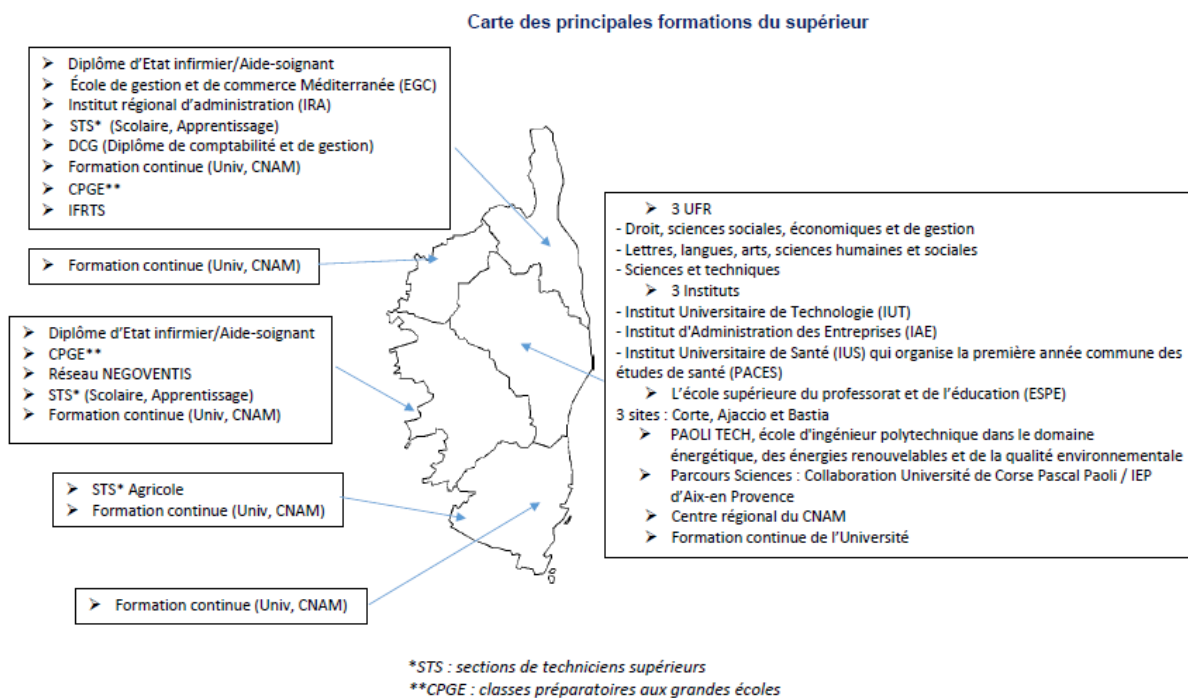 Carte des principales formations du supérieur
➢ Diplôme d'Etat infirmier/Aide-soignant
➢ École de gestion et de commerce Méditerranée (EGC)
➢ Institut régional d'administration (IRA)
➢ STS* (Scolaire, Apprentissage)
➢ DCG (Diplôme de comptabilité et de gestion)
➢ Formation continue (Univ, CNAM)
➢ CPGE**
➢ IFRTS
➢ Formation continue (Univ, CNAM)
➢ Diplôme d'Etat infirmier/Aide-soignant
➢ CPGE**
➢ Réseau NEGOVENTIS
➢ STS* (Scolaire, Apprentissage)
➢ Formation continue (Univ, CNAM)
➢ STS* Agricole
➢ Formation continue (Univ, CNAM)
➢ Formation continue (Univ, CNAM)
➢ 3 UFR
- Droit, sciences sociales, économiques et de gestion
- Lettres, langues, arts, sciences humaines et sociales
- Sciences et techniques
➢ 3 Instituts
- Institut Universitaire de Technologie (IUT)
- Institut d'Administration des Entreprises (IAE)
- Institut Universitaire de Santé (IUS) qui organise la première année commune des
études de santé (PACES)
➢ L'école supérieure du professorat et de l'éducation (ESPE)
3 sites : Corte, Ajaccio et Bastia
➢ PAOLI TECH, école d'ingénieur polytechnique dans le domaine
énergétique, des énergies renouvelables et de la qualité environnementale
➢ Parcours Sciences : Collaboration Université de Corse Pascal Paoli / IEP
d'Aix-en Provence
➢ Centre régional du CNAM
➢ Formation continue de l'Université
*STS : sections de techniciens supérieurs
**CPGE : classes préparatoires aux grandes écoles